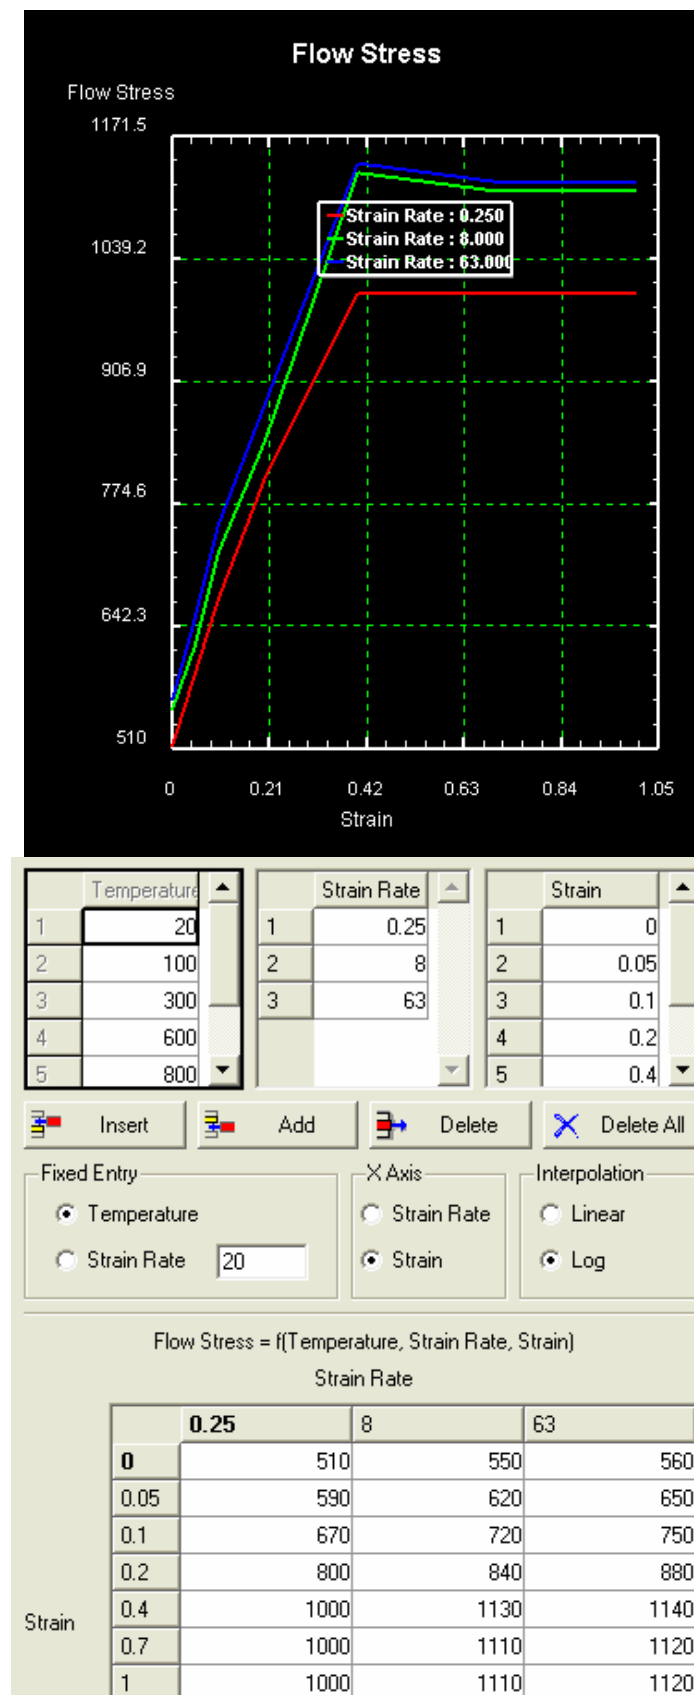 Flow Stress
Flow Stress
1171.5
1039.2
906.9
774.6
642.3
510
Strain Rate : 0.250
Strain Rate : 8.000
Strain Rate : 63.000
0 0.21 0.42 0.63 0.84 1.05
Strain
Temperature Strain Rate Strain
1 20 1 0.25 1 0
2 100 2 8 2 0.05
3 300 3 63 3 0.1
4 600 4 0.2
5 800 5 0.4
Insert Add Delete Delete All
Fixed Entry X Axis Interpolation
Temperature Strain Rate Linear
Strain Rate 20 Strain Log
Flow Stress = f(Temperature, Strain Rate, Strain)
Strain Rate
0.25 8 63
0 510 550 560
0.05 590 620 650
0.1 670 720 750
0.2 800 840 880
Strain 0.4 1000 1130 1140
0.7 1000 1110 1120
1 1000 1110 1120